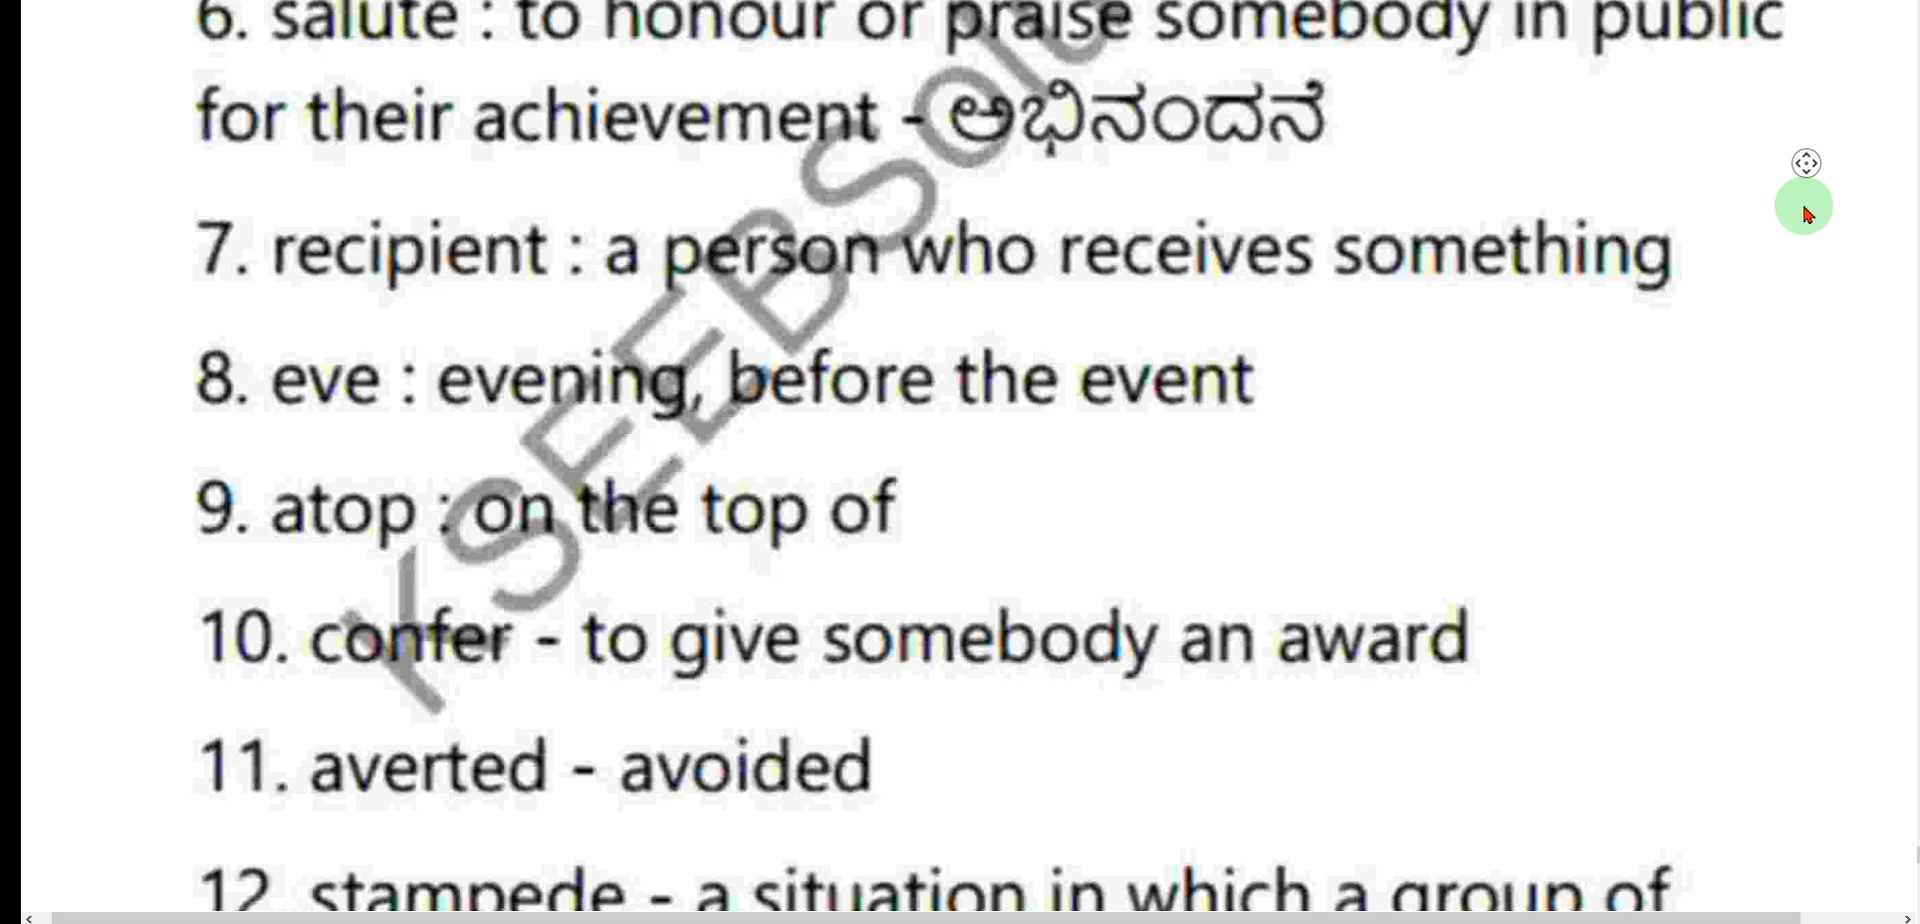 6. salute : to honour or praise somebody in public
for their achievement - ಅಭಿನಂದನೆ
7. recipient : a person who receives something
8. eve : evening, before the event
9. atop : on the top of
10. confer - to give somebody an award
11. averted - avoided
12. stampede - a situation in which a group of
KSEEB Solu